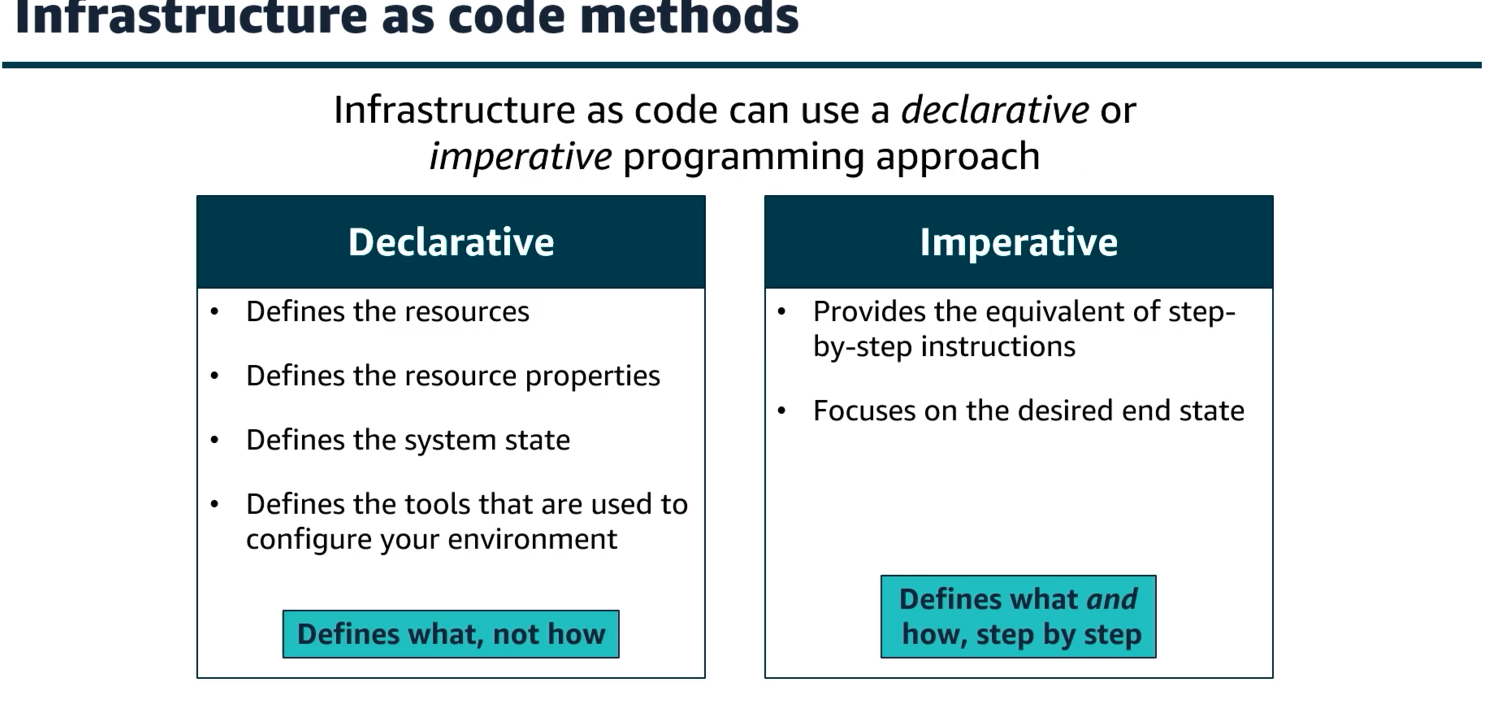 Infrastructure as code methods
Infrastructure as code can use a declarative or
imperative programming approach
Declarative
• Defines the resources
• Defines the resource properties
• Defines the system state
• Defines the tools that are used to
configure your environment
Defines what, not how
Imperative
• Provides the equivalent of step-
by-step instructions
• Focuses on the desired end state
Defines what and
how, step by step